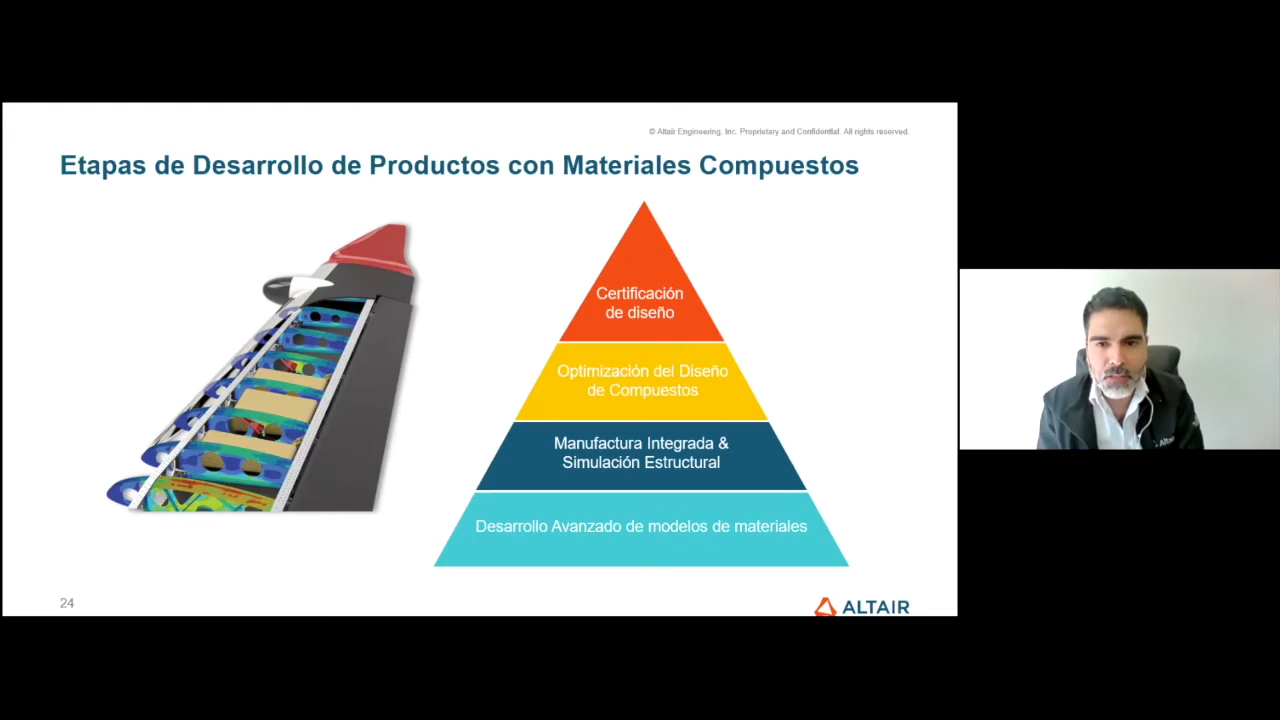 © Altair Engineering, Inc. Proprietary and Confidential. All rights reserved.
Etapas de Desarrollo de Productos con Materiales Compuestos
Certificación
de diseño
Optimización del Diseño
de Compuestos
Manufactura Integrada &
Simulación Estructural
Desarrollo Avanzado de modelos de materiales
24
ALTAIR
Altair